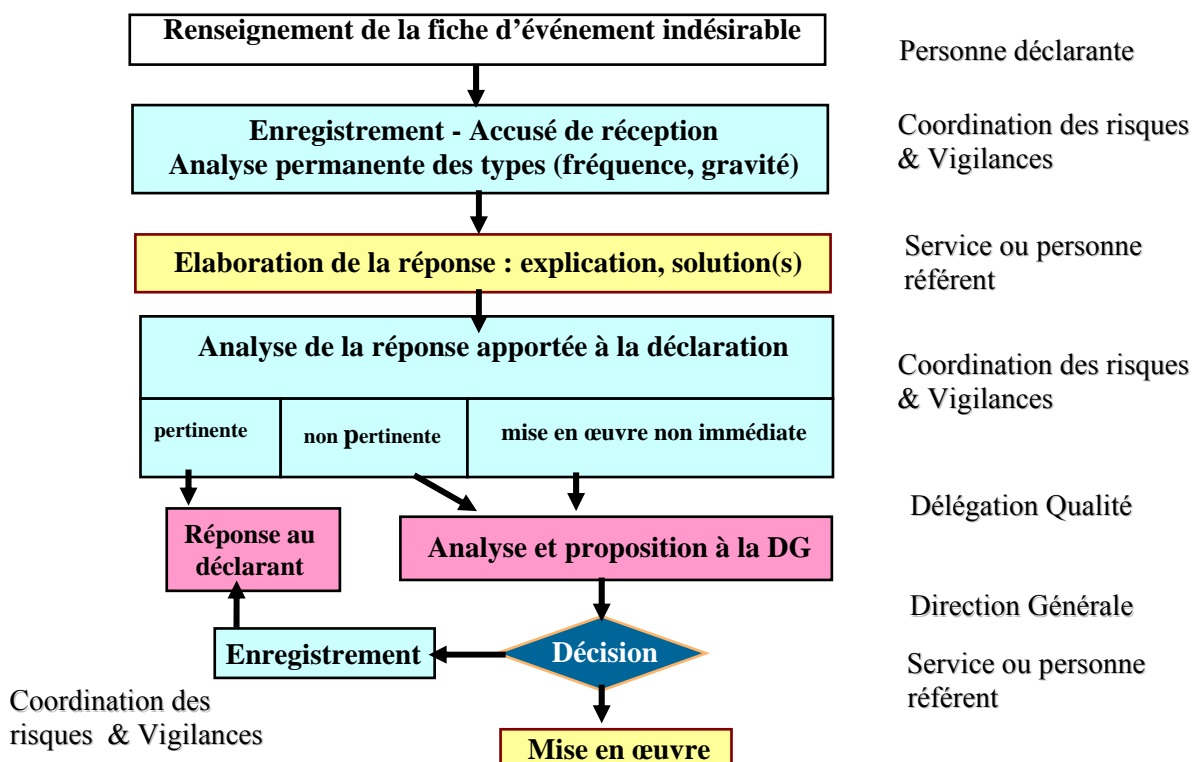 Renseignement de la fiche d'événement indésirable
Personne déclarante
Enregistrement - Accusé de réception
Analyse permanente des types (fréquence, gravité)
Coordination des risques
& Vigilances
Elaboration de la réponse : explication, solution(s)
Service ou personne
référent
Analyse de la réponse apportée à la déclaration
Coordination des risques
& Vigilances
pertinente
non pertinente
mise en œuvre non immédiate
Réponse au
déclarant
Analyse et proposition à la DG
Délégation Qualité
Direction Générale
Enregistrement
Décision
Service ou personne
référent
Coordination des
risques & Vigilances
Mise en œuvre